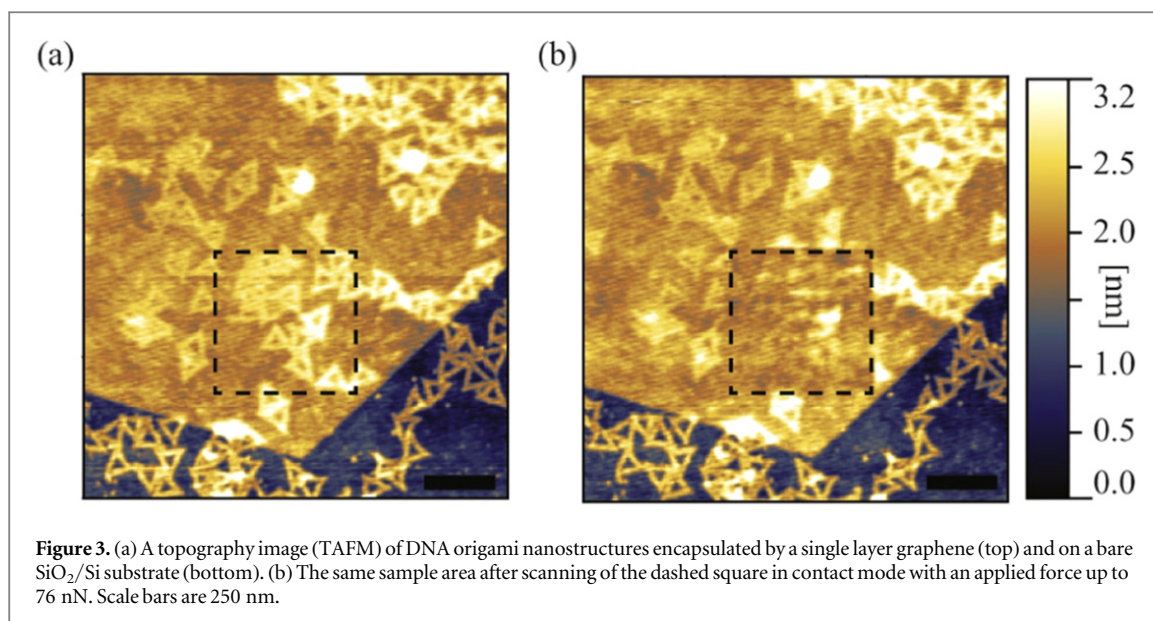 (a)
(b)
3.2
2.5
2.0
1.0
0.5
0.0
[nm]
Figure 3. (a) A topography image (TAFM) of DNA origami nanostructures encapsulated by a single layer graphene (top) and on a bare
SiO₂/Si substrate (bottom). (b) The same sample area after scanning of the dashed square in contact mode with an applied force up to
76 nN. Scale bars are 250 nm.